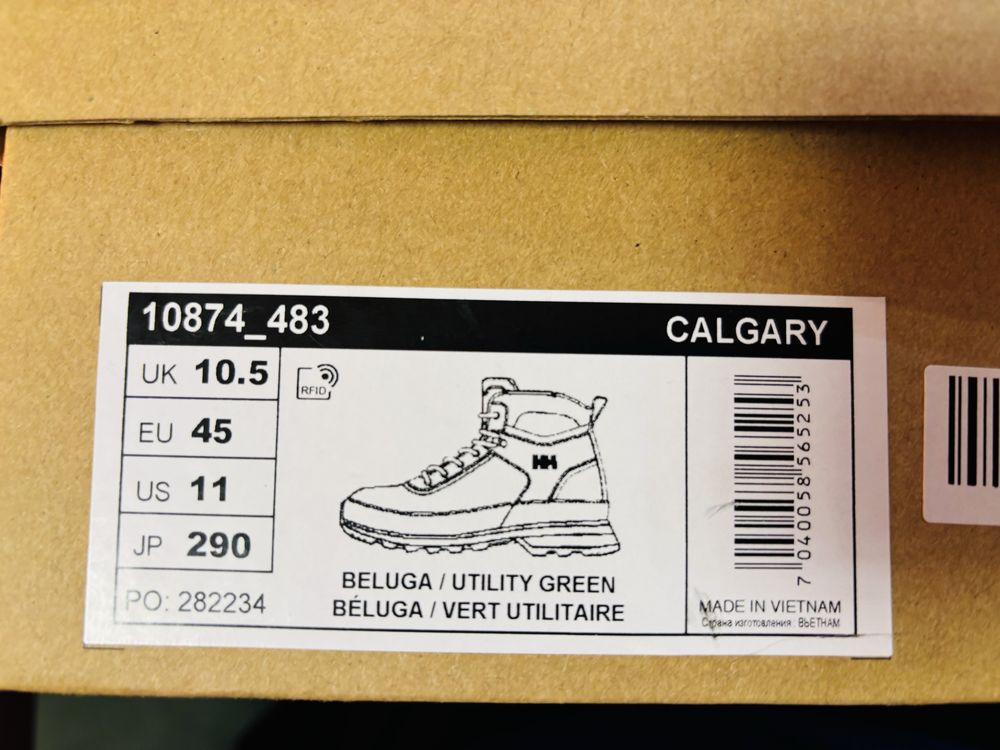 10874_483
CALGARY
UK 10.5
EU 45
US 11
JP 290
PO: 282234
RFID
HH
BELUGA / UTILITY GREEN
BÉLUGA / VERT UTILITAIRE
7 040058 565253
MADE IN VIETNAM
Страна изготовления: ВЬЕТНАМ